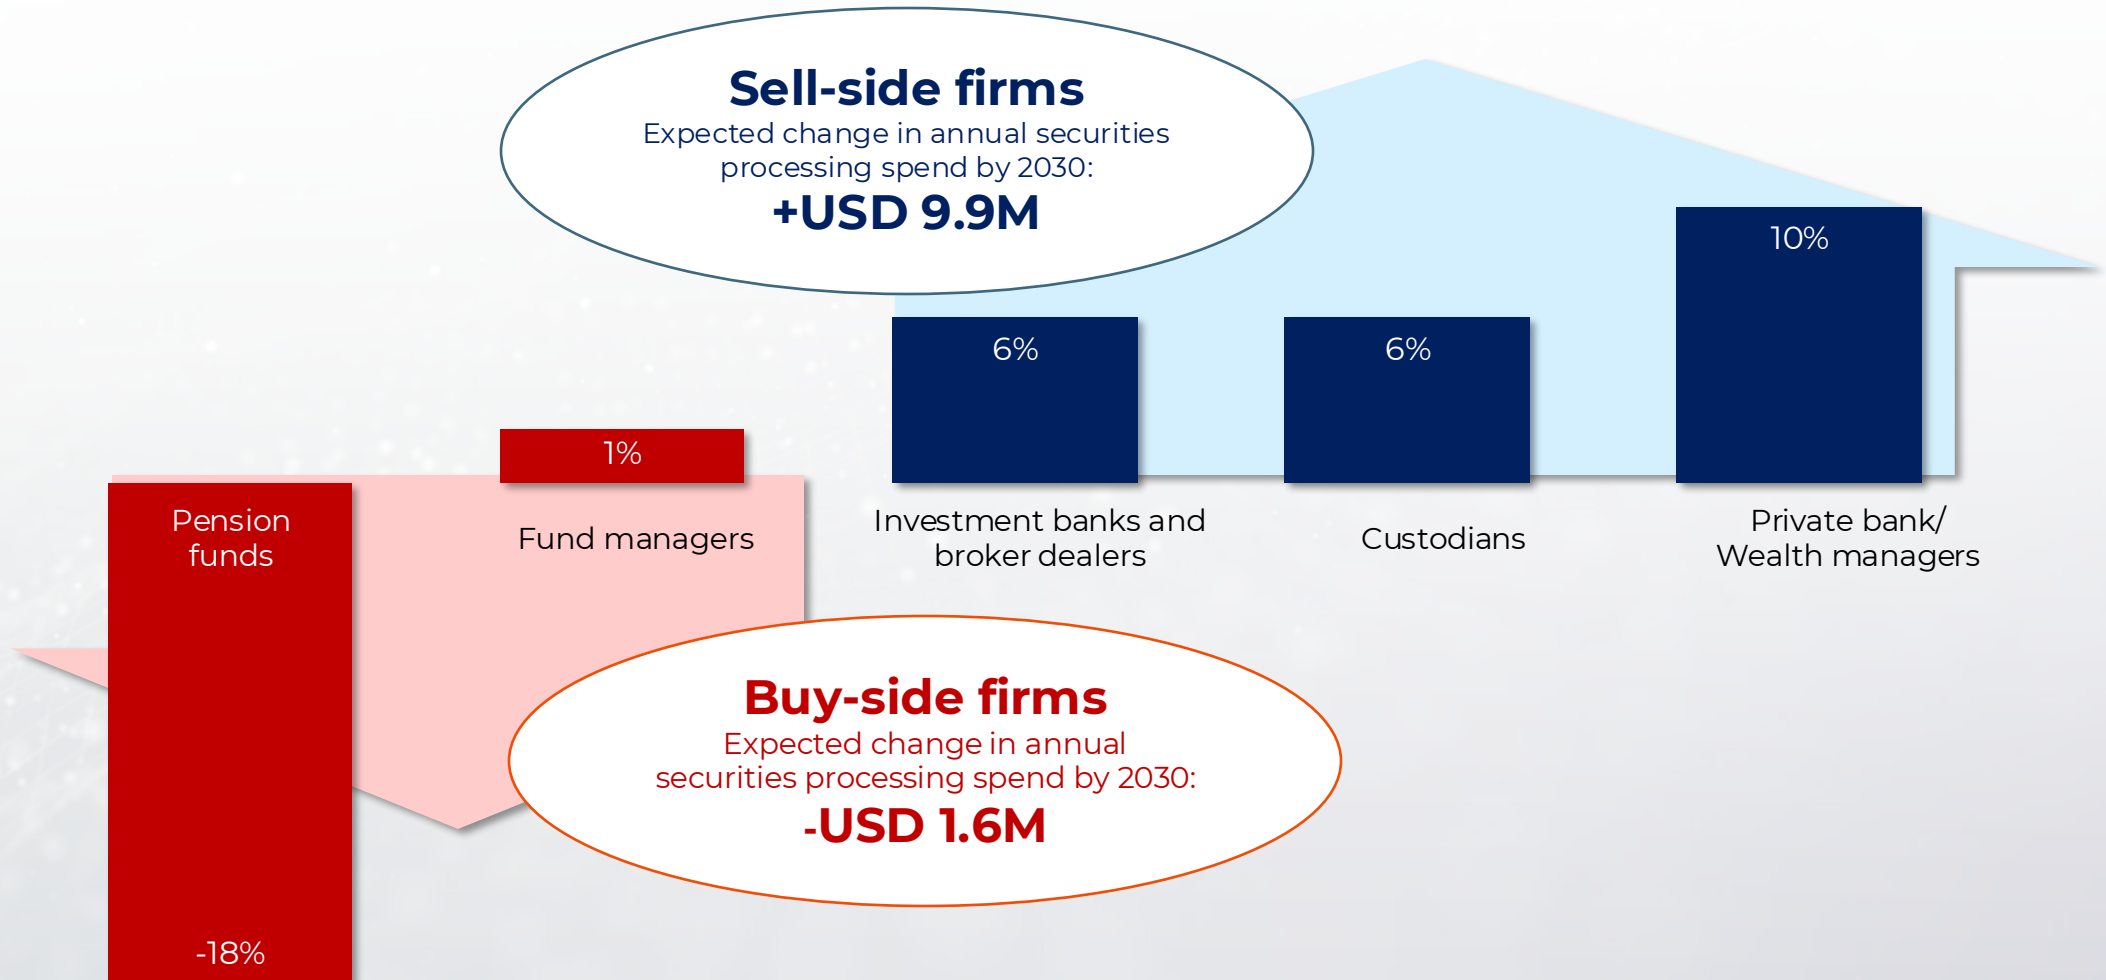 Sell-side firms
Expected change in annual securities
processing spend by 2030:
+USD 9.9M
10%
6%
6%
1%
Pension
funds
Fund managers
Investment banks and
broker dealers
Custodians
Private bank/
Wealth managers
Buy-side firms
Expected change in annual
securities processing spend by 2030:
-USD 1.6M
-18%